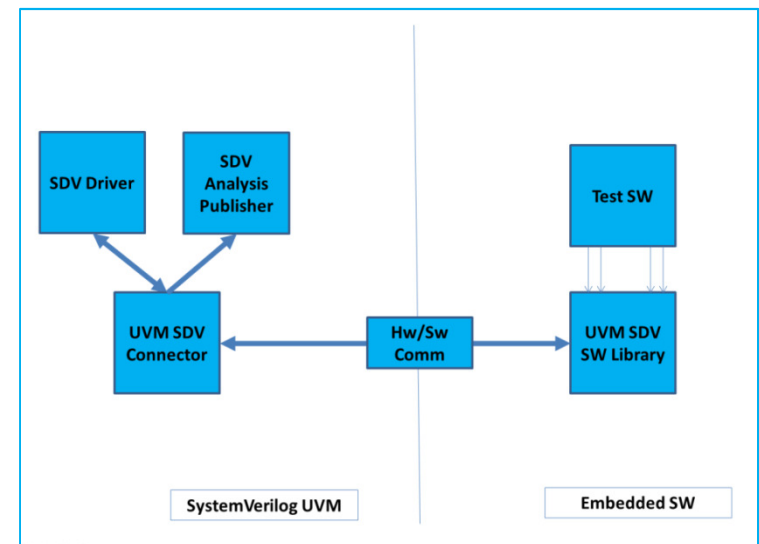 SDV Driver
SDV
Analysis
Publisher
Test SW
UVM SDV
Connector
Hw/Sw
Comm
UVM SDV
SW Library
SystemVerilog UVM
Embedded SW